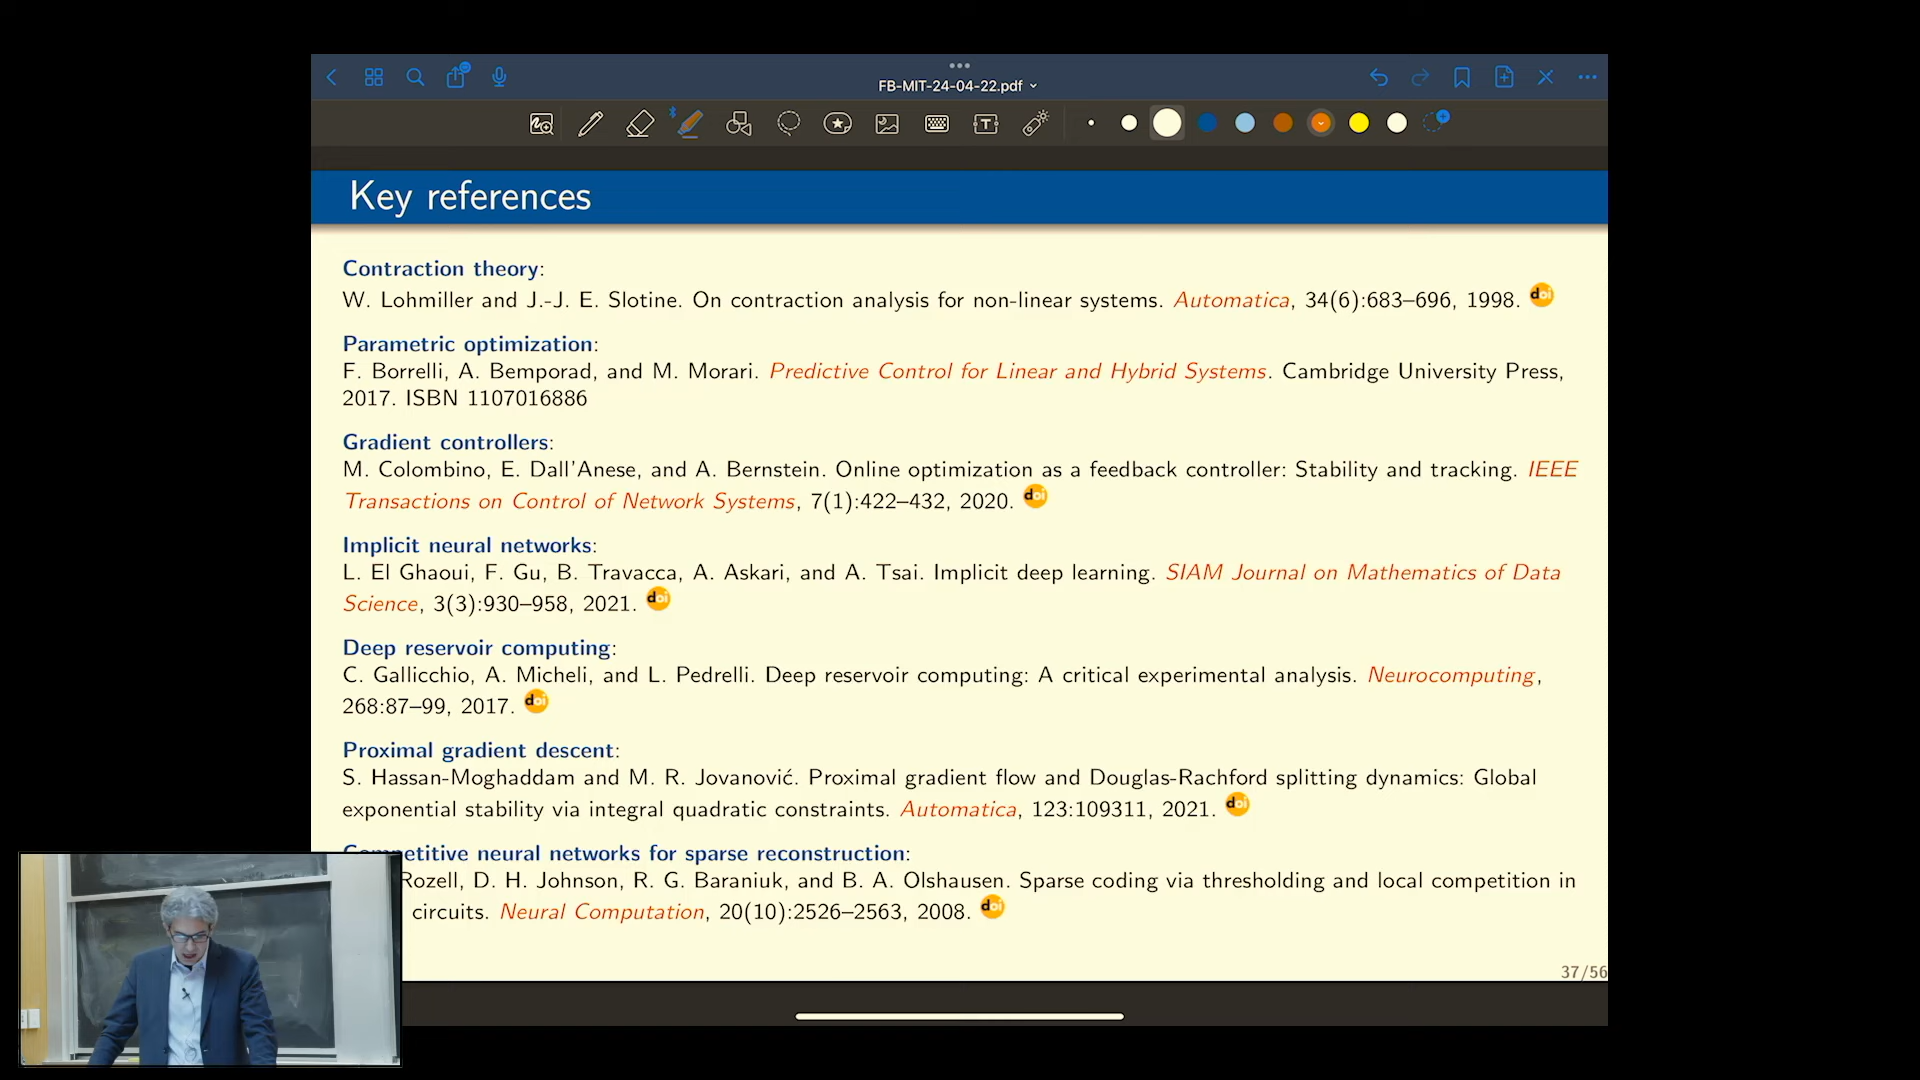 FB-MIT-24-04-22.pdf
Key references
Contraction theory:
W. Lohmiller and J.-J. E. Slotine. On contraction analysis for non-linear systems. Automatica, 34(6):683–696, 1998. doi
Parametric optimization:
F. Borrelli, A. Bemporad, and M. Morari. Predictive Control for Linear and Hybrid Systems. Cambridge University Press,
2017. ISBN 1107016886
Gradient controllers:
M. Colombino, E. Dall'Anese, and A. Bernstein. Online optimization as a feedback controller: Stability and tracking. IEEE
Transactions on Control of Network Systems, 7(1):422–432, 2020. doi
Implicit neural networks:
L. El Ghaoui, F. Gu, B. Travacca, A. Askari, and A. Tsai. Implicit deep learning. SIAM Journal on Mathematics of Data
Science, 3(3):930–958, 2021. doi
Deep reservoir computing:
C. Gallicchio, A. Micheli, and L. Pedrelli. Deep reservoir computing: A critical experimental analysis. Neurocomputing,
268:87–99, 2017. doi
Proximal gradient descent:
S. Hassan-Moghaddam and M. R. Jovanović. Proximal gradient flow and Douglas-Rachford splitting dynamics: Global
exponential stability via integral quadratic constraints. Automatica, 123:109311, 2021. doi
Competitive neural networks for sparse reconstruction:
Rozell, D. H. Johnson, R. G. Baraniuk, and B. A. Olshausen. Sparse coding via thresholding and local competition in
circuits. Neural Computation, 20(10):2526–2563, 2008. doi
37/56